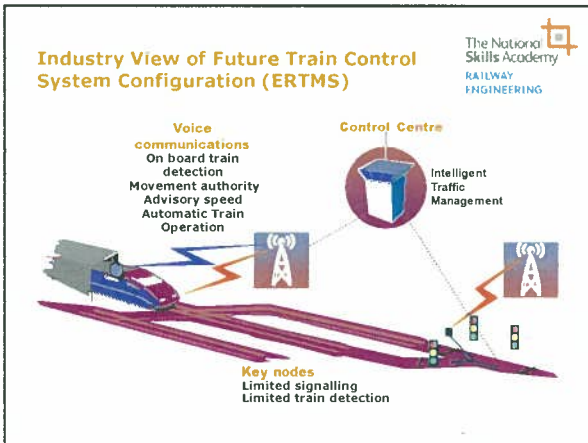 Industry View of Future Train Control
System Configuration (ERTMS)
The National
Skills Academy
RAILWAY
ENGINEERING
Voice
communications
On board train
detection
Movement authority
Advisory speed
Automatic Train
Operation
Control Centre
Intelligent
Traffic
Management
Key nodes
Limited signalling
Limited train detection